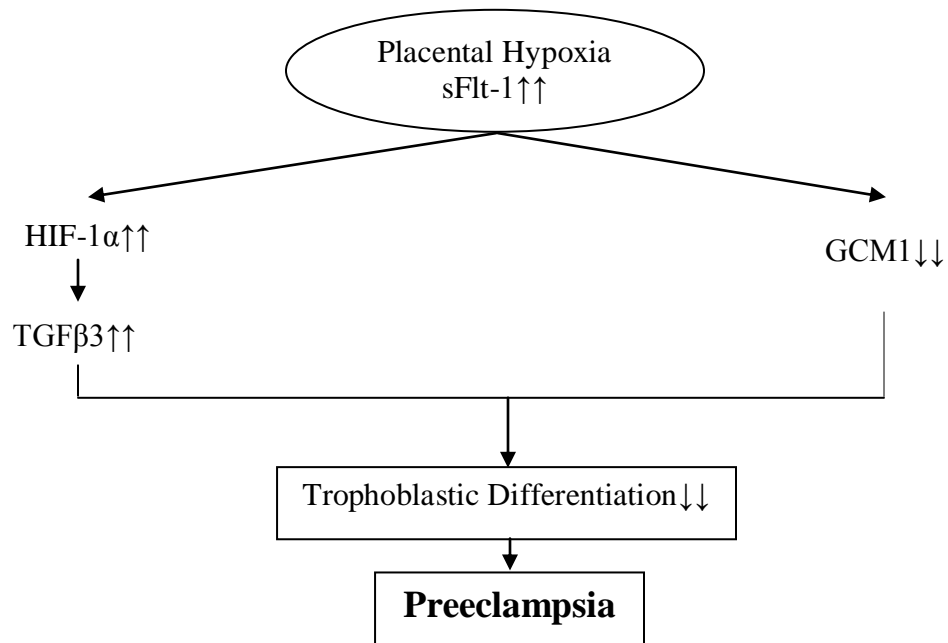 Placental Hypoxia
sFlt-1↑↑
HIF-1α↑↑
GCM1↓↓
TGFβ3↑↑
Trophoblastic Differentiation↓↓
Preeclampsia